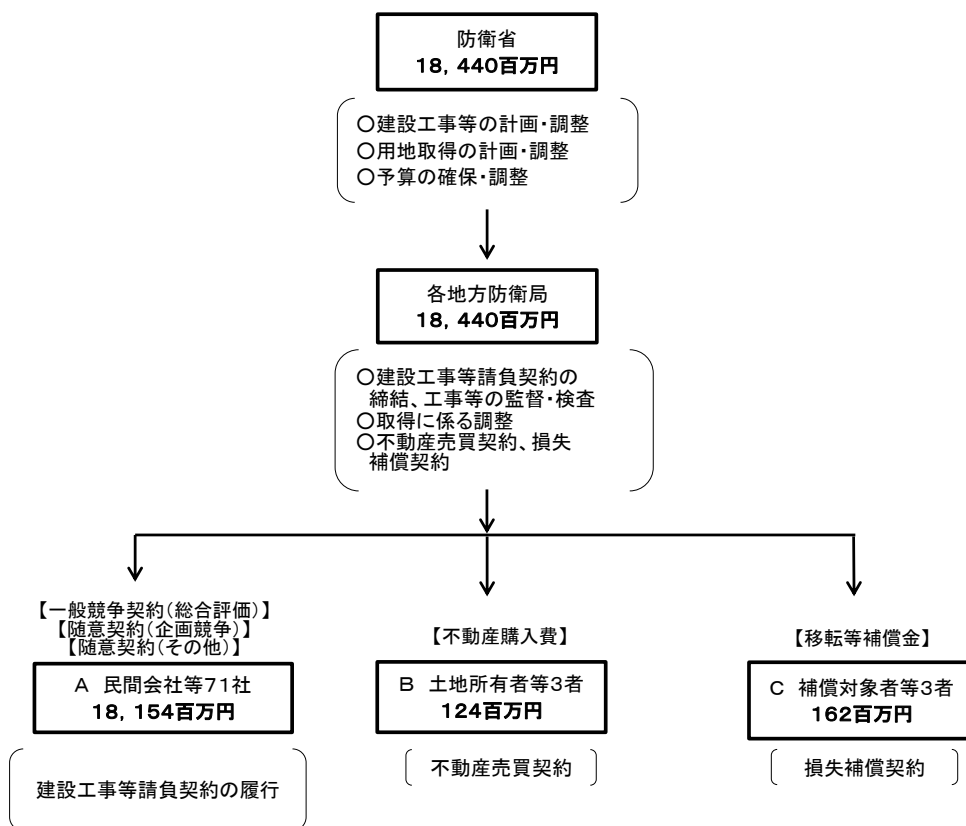 防衛省
18，440百万円
○建設工事等の計画・調整
○用地取得の計画・調整
○予算の確保・調整
各地方防衛局
18，440百万円
○建設工事等請負契約の
締結、工事等の監督・検査
○取得に係る調整
○不動産売買契約、損失
補償契約
【一般競争契約（総合評価）】
【随意契約（企画競争）】
【随意契約（その他）】
A　民間会社等７１社
18，154百万円
建設工事等請負契約の履行
【不動産購入費】
B　土地所有者等３者
124百万円
不動産売買契約
【移転等補償金】
C　補償対象者等３者
162百万円
損失補償契約